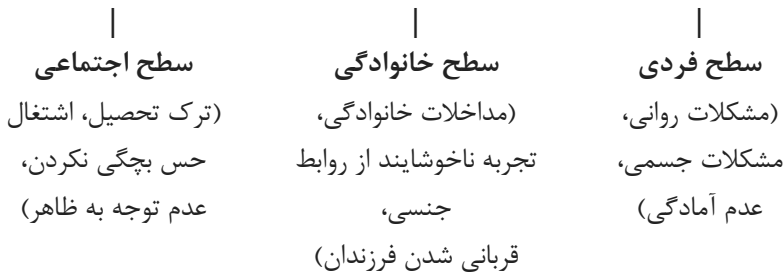 سطح فردی
(مشکلات روانی،
مشکلات جسمی،
عدم آمادگی)
سطح خانوادگی
(مداخلات خانوادگی،
تجربه ناخوشایند از روابط
جنسی،
قربانی شدن فرزندان)
سطح اجتماعی
(ترک تحصیل، اشتغال
حس بچگی نکردن،
عدم توجه به ظاهر)